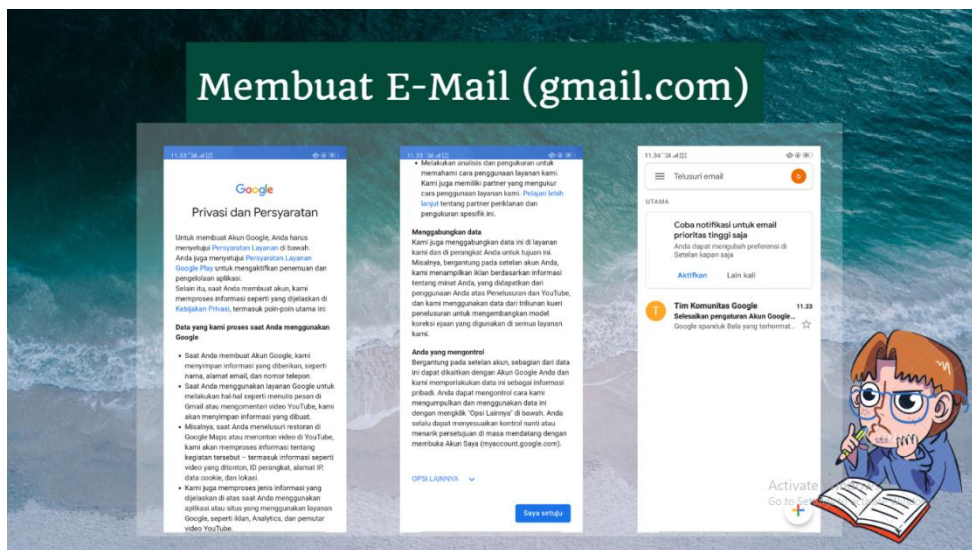 Membuat E-Mail (gmail.com)
11.33
Google
Privasi dan Persyaratan
Untuk membuat Akun Google, Anda harus
menyetujui Persyaratan Layanan di bawah.
Anda juga menyetujui Persyaratan Layanan
Google Play untuk mengaktifkan penemuan dan
pengelolaan aplikasi.
Selain itu, saat Anda membuat akun, kami
memproses informasi seperti yang dijelaskan di
Kebijakan Privasi, termasuk poin-poin utama ini:
Data yang kami proses saat Anda menggunakan
Google
• Saat Anda membuat Akun Google, kami
menyimpan informasi yang diberikan, seperti
nama, alamat email, dan nomor telepon.
• Saat Anda menggunakan layanan Google untuk
melakukan hal-hal seperti menulis pesan di
Gmail atau mengomentari video YouTube, kami
akan menyimpan informasi yang dibuat.
• Misalnya, saat Anda menelusuri restoran di
Google Maps atau menonton video di YouTube,
kami akan memproses informasi tentang
kegiatan tersebut – termasuk informasi seperti
video yang ditonton, ID perangkat, alamat IP,
data cookie, dan lokasi.
• Kami juga memproses jenis informasi yang
dijelaskan di atas saat Anda menggunakan
aplikasi atau situs yang menggunakan layanan
Google, seperti iklan, Analytics, dan pemutar
video YouTube.
11.33
• Melakukan analisis dan pengukuran untuk
memahami cara penggunaan layanan kami.
Kami juga memiliki partner yang mengukur
cara penggunaan layanan kami. Pelajari lebih
lanjut tentang partner periklanan dan
pengukuran spesifik ini.
Menggabungkan data
Kami juga menggabungkan data ini di layanan
kami dan di perangkat Anda untuk tujuan ini.
Misalnya, bergantung pada setelan akun Anda,
kami menampilkan iklan berdasarkan informasi
tentang minat Anda, yang didapatkan dari
penggunaan Anda atas Penelusuran dan YouTube,
dan kami menggunakan data dari triliunan kueri
penelusuran untuk mengembangkan model
koreksi ejaan yang digunakan di semua layanan
kami.
Anda yang mengontrol
Bergantung pada setelan akun, sebagian dari data
ini dapat dikaitkan dengan Akun Google Anda dan
kami memperlakukan data ini sebagai informasi
pribadi. Anda dapat mengontrol cara kami
mengumpulkan dan menggunakan data ini
dengan mengklik "Opsi Lainnya" di bawah. Anda
selalu dapat menyesuaikan kontrol nanti atau
menarik persetujuan di masa mendatang dengan
membuka Akun Saya (myaccount.google.com).
OPSI LAINNYA
Saya setuju
11.34
Telusuri email
b
UTAMA
Coba notifikasi untuk email
prioritas tinggi saja
Anda dapat mengubah preferensi di
Setelan kapan saja
Aktifkan Lain kali
T
Tim Komunitas Google 11.33
Selesaikan pengaturan Akun Google...
Google spanduk Bela yang terhormat...
Activate
Go to